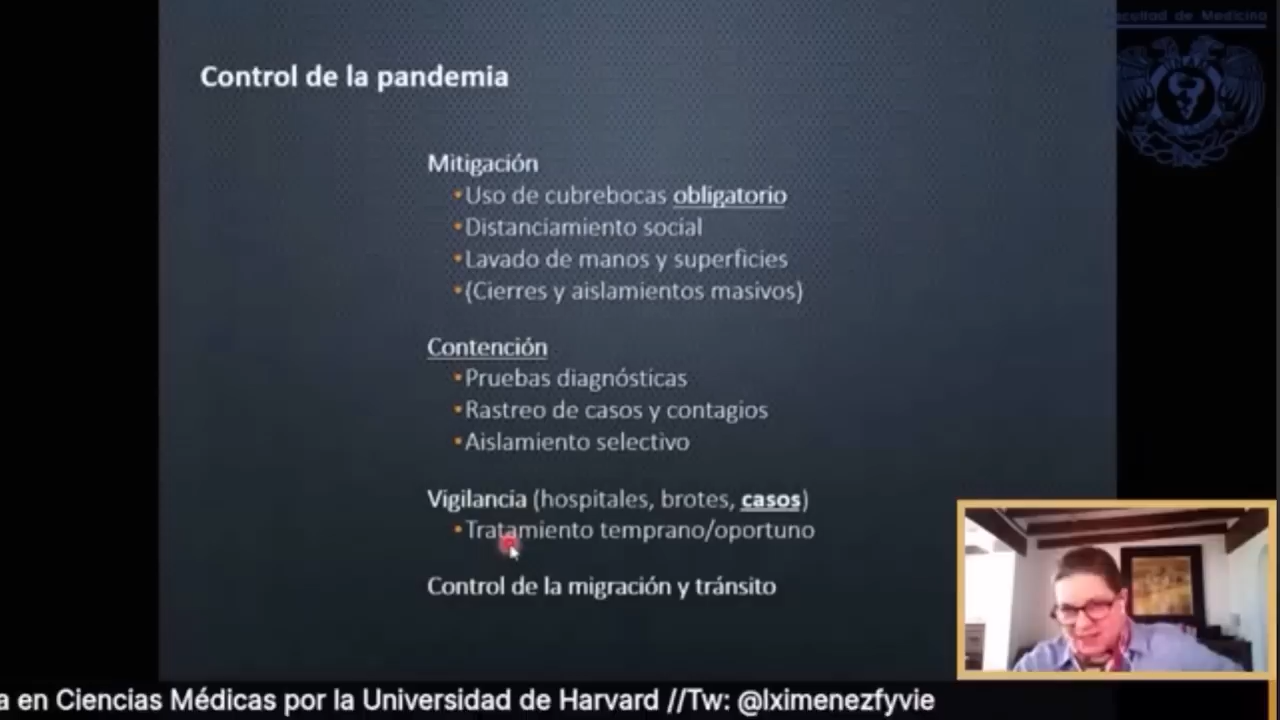 Facultad de Medicina
Control de la pandemia
Mitigación
•Uso de cubrebocas obligatorio
•Distanciamiento social
•Lavado de manos y superficies
•(Cierres y aislamientos masivos)
Contención
•Pruebas diagnósticas
•Rastreo de casos y contagios
•Aislamiento selectivo
Vigilancia (hospitales, brotes, casos)
•Tratamiento temprano/oportuno
Control de la migración y tránsito
a en Ciencias Médicas por la Universidad de Harvard //Tw: @lximenezfyvie